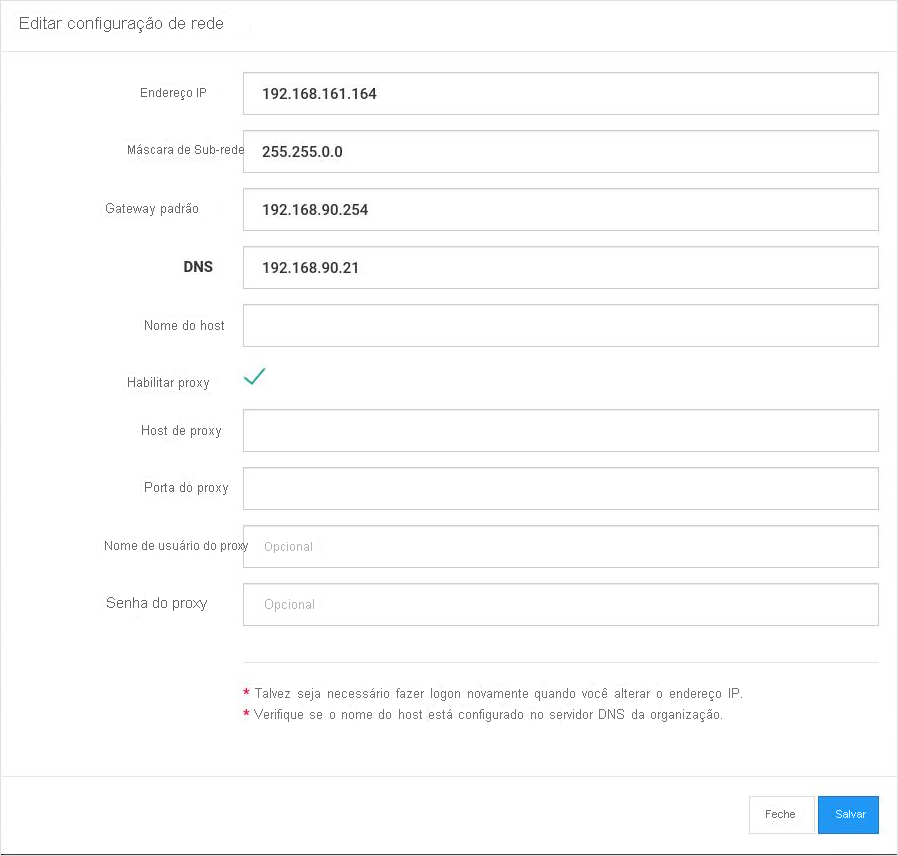 Editar configuração de rede
Endereço IP 192.168.161.164
Máscara de Sub-rede 255.255.0.0
Gateway padrão 192.168.90.254
DNS 192.168.90.21
Nome do host
Habilitar proxy
Host de proxy
Porta do proxy
Nome de usuário do proxy Opcional
Senha do proxy Opcional
* Talvez seja necessário fazer logon novamente quando você alterar o endereço IP.
* Verifique se o nome do host está configurado no servidor DNS da organização.
Feche Salvar